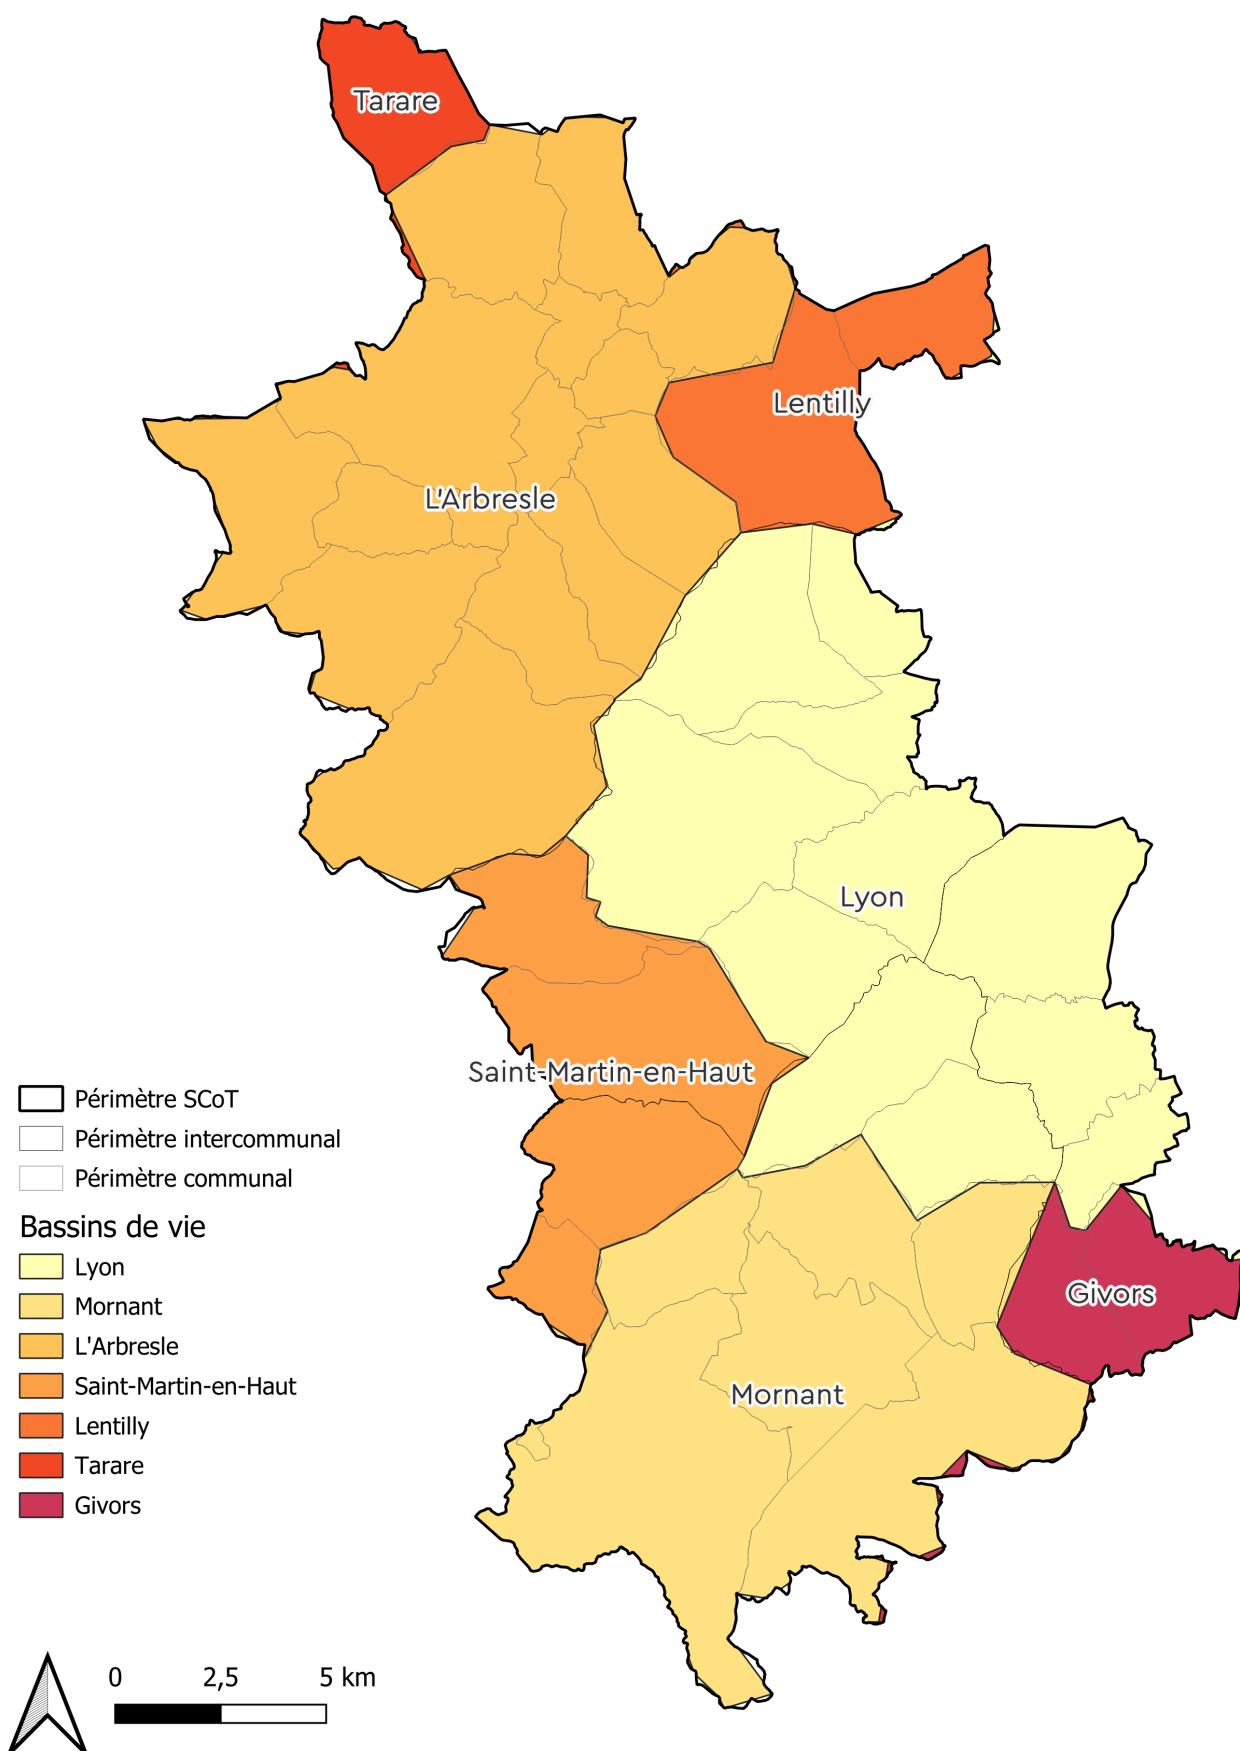 Tarare
Lentilly
L'Arbresle
Lyon
Saint-Martin-en-Haut
Givors
Mornant
Périmètre SCoT
Périmètre intercommunal
Périmètre communal
Bassins de vie
Lyon
Mornant
L'Arbresle
Saint-Martin-en-Haut
Lentilly
Tarare
Givors
0 2,5 5 km